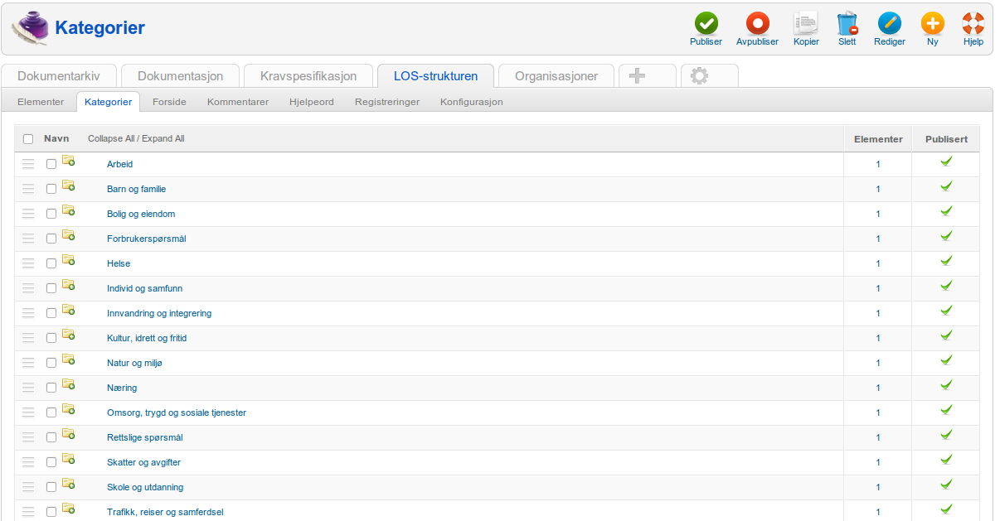 Kategorier
Publiser Avpubliser Kopier Slett Rediger Ny Hjelp
Dokumentarkiv Dokumentasjon Kravspesifikasjon LOS-strukturen Organisasjoner
Elementer Kategorier Forside Kommentarer Hjelpeord Registreringer Konfigurasjon
Navn Collapse All / Expand All Elementer Publisert
Arbeid 1
Barn og familie 1
Bolig og eiendom 1
Forbrukerspørsmål 1
Helse 1
Individ og samfunn 1
Innvandring og integrering 1
Kultur, idrett og fritid 1
Natur og miljø 1
Næring 1
Omsorg, trygd og sosiale tjenester 1
Rettslige spørsmål 1
Skatter og avgifter 1
Skole og utdanning 1
Trafikk, reiser og samferdsel 1